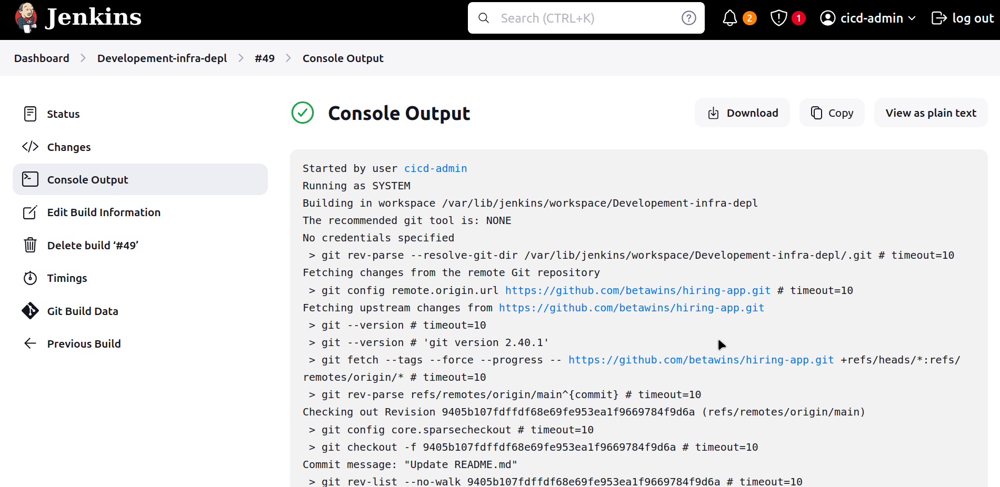 Jenkins
Search (CTRL+K)
2
1
cicd-admin
log out
Dashboard
Developement-infra-depl
#49
Console Output
Status
Changes
Console Output
Edit Build Information
Delete build ‘#49’
Timings
Git Build Data
Previous Build
Console Output
Download
Copy
View as plain text
Started by user cicd-admin
Running as SYSTEM
Building in workspace /var/lib/jenkins/workspace/Developement-infra-depl
The recommended git tool is: NONE
No credentials specified
> git rev-parse --resolve-git-dir /var/lib/jenkins/workspace/Developement-infra-depl/.git # timeout=10
Fetching changes from the remote Git repository
> git config remote.origin.url https://github.com/betawins/hiring-app.git # timeout=10
Fetching upstream changes from https://github.com/betawins/hiring-app.git
> git --version # timeout=10
> git --version # 'git version 2.40.1'
> git fetch --tags --force --progress -- https://github.com/betawins/hiring-app.git +refs/heads/*:refs/
remotes/origin/* # timeout=10
> git rev-parse refs/remotes/origin/main^{commit} # timeout=10
Checking out Revision 9405b107fdffdf68e69fe953ea1f9669784f9d6a (refs/remotes/origin/main)
> git config core.sparsecheckout # timeout=10
> git checkout -f 9405b107fdffdf68e69fe953ea1f9669784f9d6a # timeout=10
Commit message: "Update README.md"
> git rev-list --no-walk 9405b107fdffdf68e69fe953ea1f9669784f9d6a # timeout=10